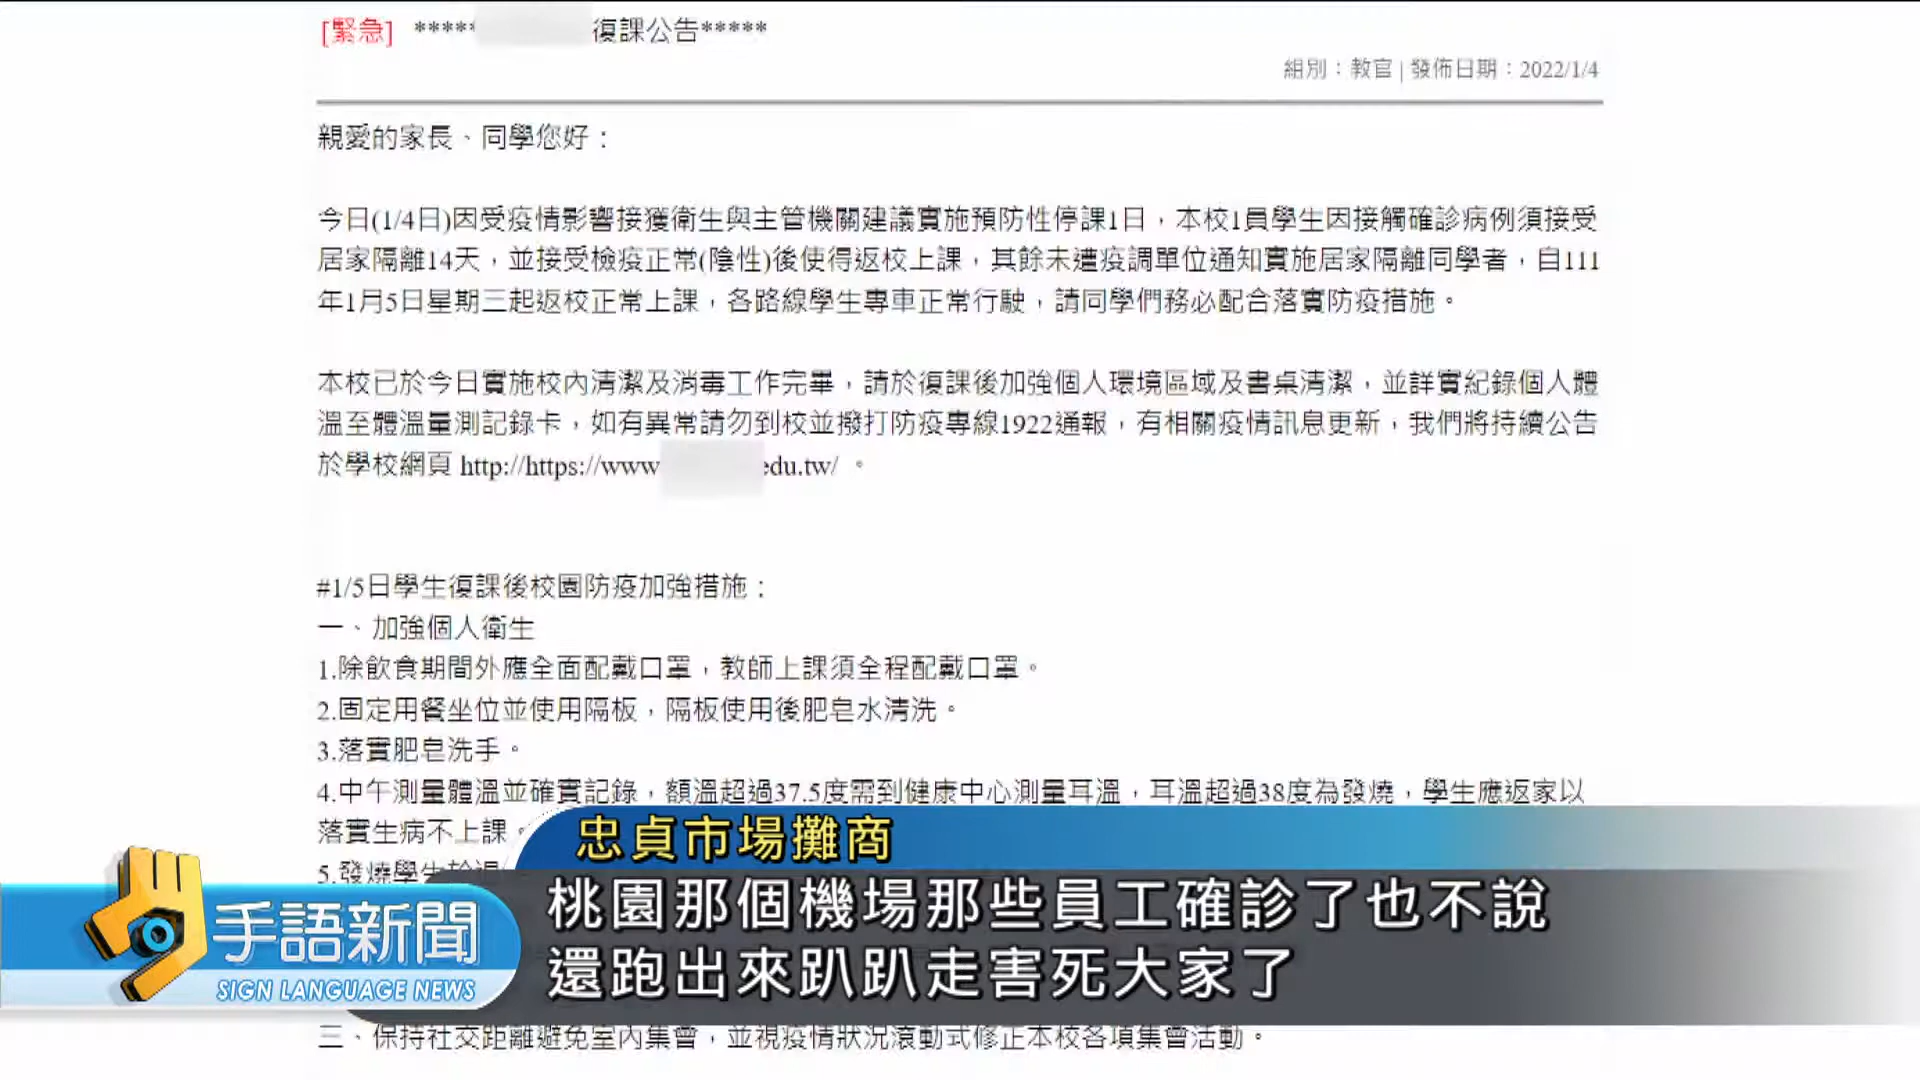 [緊急] *****
復課公告*****
組別：教官 | 發佈日期：2022/1/4
親愛的家長、同學您好：
今日(1/4日)因受疫情影響接獲衛生與主管機關建議實施預防性停課1日，本校1員學生因接觸確診病例須接受
居家隔離14天，並接受檢疫正常(陰性)後使得返校上課，其餘未遭疫調單位通知實施居家隔離同學者，自111
年1月5日星期三起返校正常上課，各路線學生專車正常行駛，請同學們務必配合落實防疫措施。
本校已於今日實施校內清潔及消毒工作完畢，請於復課後加強個人環境區域及書桌清潔，並詳實紀錄個人體
溫至體溫量測記錄卡，如有異常請勿到校並撥打防疫專線1922通報，有相關疫情訊息更新，我們將持續公告
於學校網頁 http://https://www edu.tw/ 。
#1/5日學生復課後校園防疫加強措施：
一、加強個人衛生
1.除飲食期間外應全面配戴口罩，教師上課須全程配戴口罩。
2.固定用餐坐位並使用隔板，隔板使用後肥皂水清洗。
3.落實肥皂洗手。
4.中午測量體溫並確實記錄，額溫超過37.5度需到健康中心測量耳溫，耳溫超過38度為發燒，學生應返家以
落實生病不上課。
5.發燒學生
忠貞市場攤商
桃園那個機場那些員工確診了也不說
還跑出來趴趴走害死大家了
手語新聞
SIGN LANGUAGE NEWS
三、保持社交距離避免室內集會，並視疫情狀況滾動式修正本校各項集會活動。